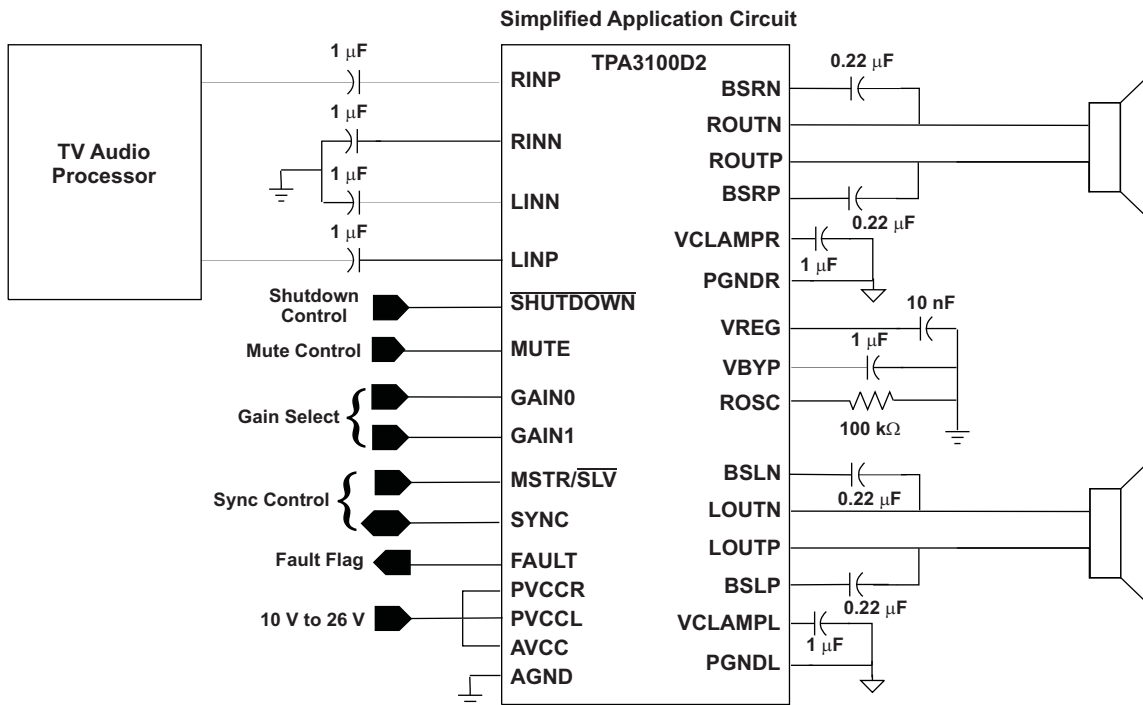 Simplified Application Circuit
TV Audio
Processor
1 μF
1 μF
1 μF
1 μF
Shutdown
Control
Mute Control
Gain Select
Sync Control
Fault Flag
10 V to 26 V
TPA3100D2
RINP
RINN
LINN
LINP
SHUTDOWN
MUTE
GAIN0
GAIN1
MSTR/SLV
SYNC
FAULT
PVCCR
PVCCL
AVCC
AGND
BSRN
ROUTN
ROUTP
BSRP
VCLAMPR
PGNDR
VREG
VBYP
ROSC
BSLN
LOUTN
LOUTP
BSLP
VCLAMPL
PGNDL
0.22 μF
0.22 μF
1 μF
10 nF
1 μF
100 kΩ
0.22 μF
0.22 μF
1 μF